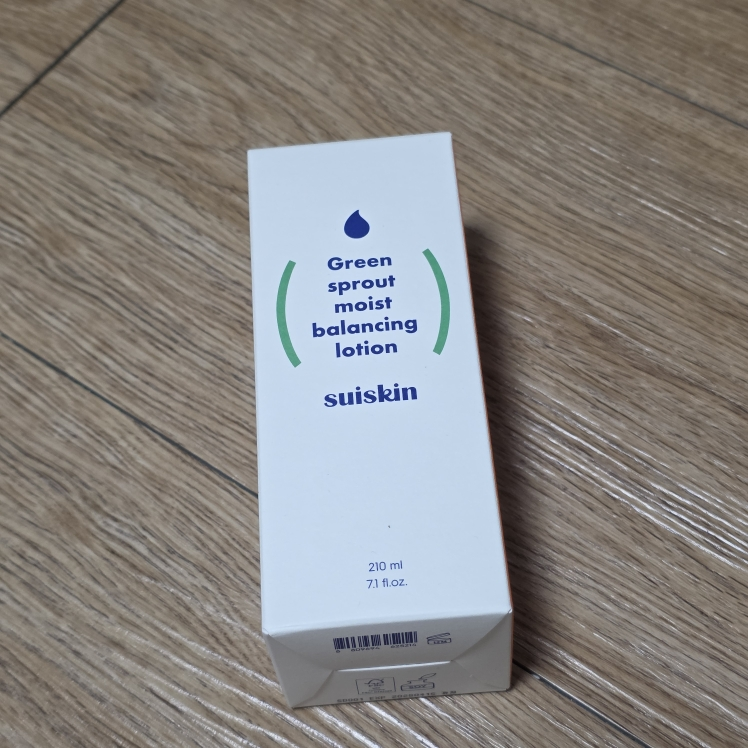 Green
sprout
moist
balancing
lotion
suiskin
210 ml
7.1 fl.oz.